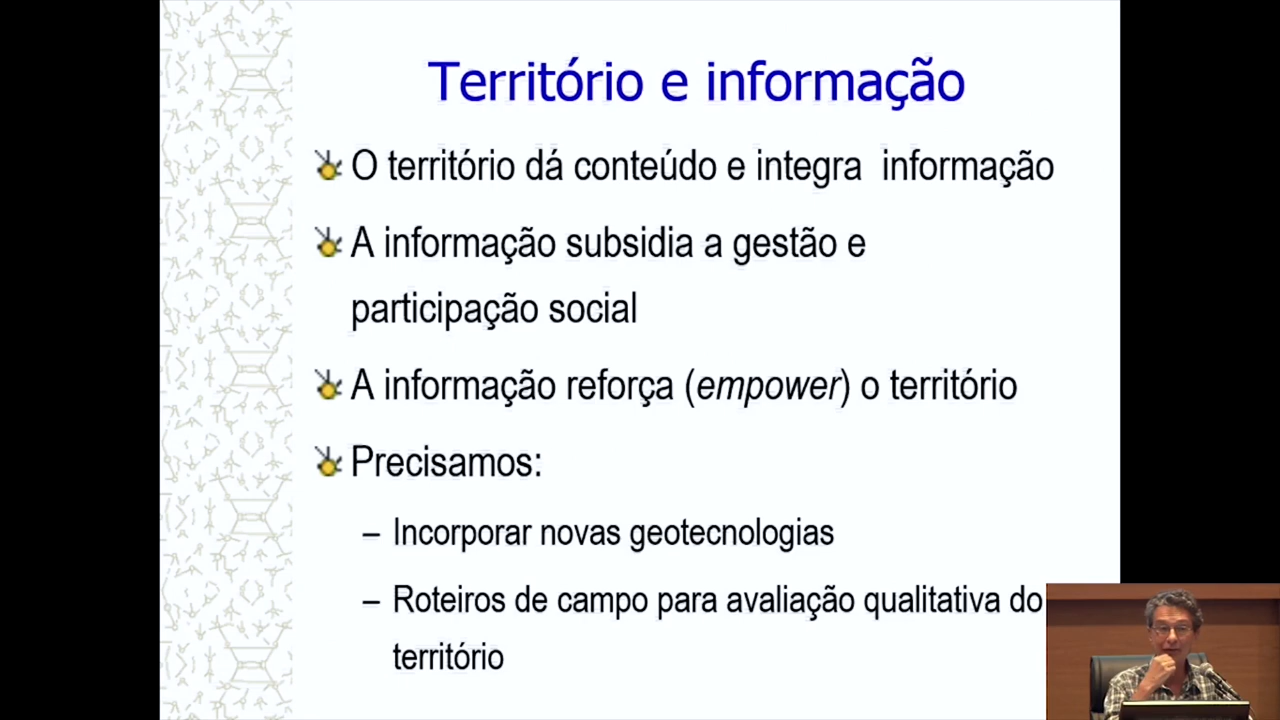 Território e informação
O território dá conteúdo e integra informação
A informação subsidia a gestão e
participação social
A informação reforça (empower) o território
Precisamos:
– Incorporar novas geotecnologias
– Roteiros de campo para avaliação qualitativa do
território